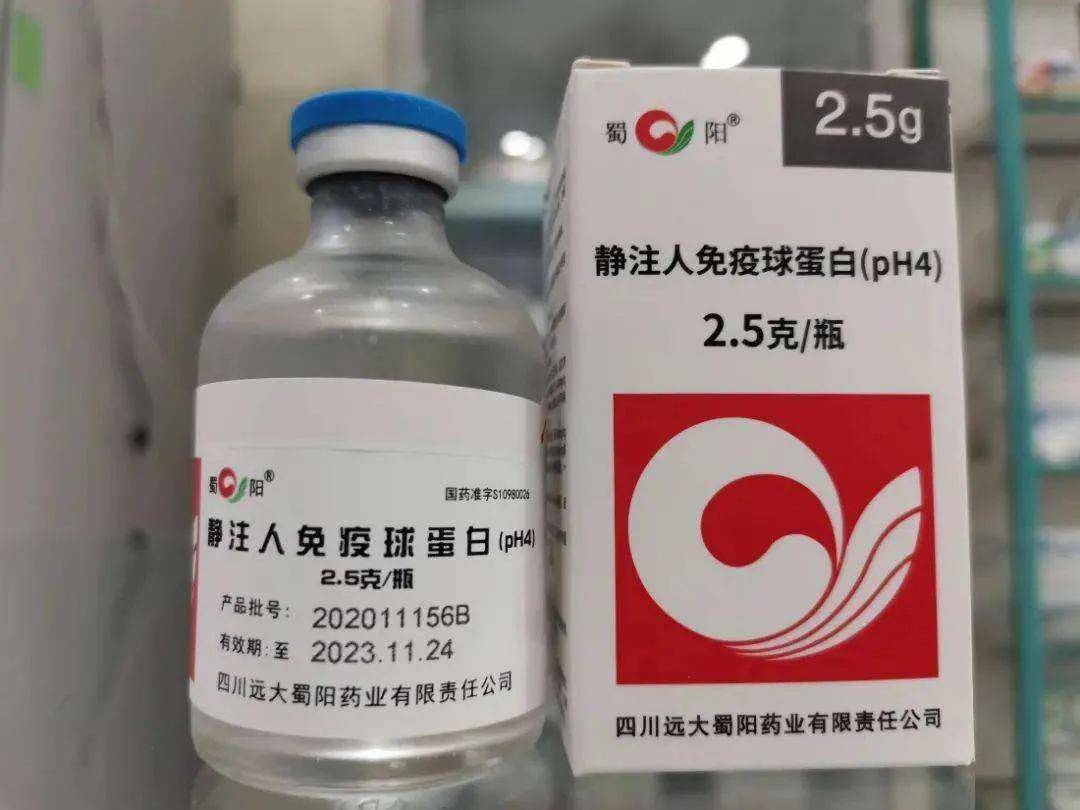 蜀阳®
国药准字S10980026
静注人免疫球蛋白(pH4)
2.5克/瓶
产品批号: 202011156B
有效期:至 2023.11.24
四川远大蜀阳药业有限责任公司
蜀阳®
2.5g
静注人免疫球蛋白(pH4)
2.5克/瓶
四川远大蜀阳药业有限责任公司